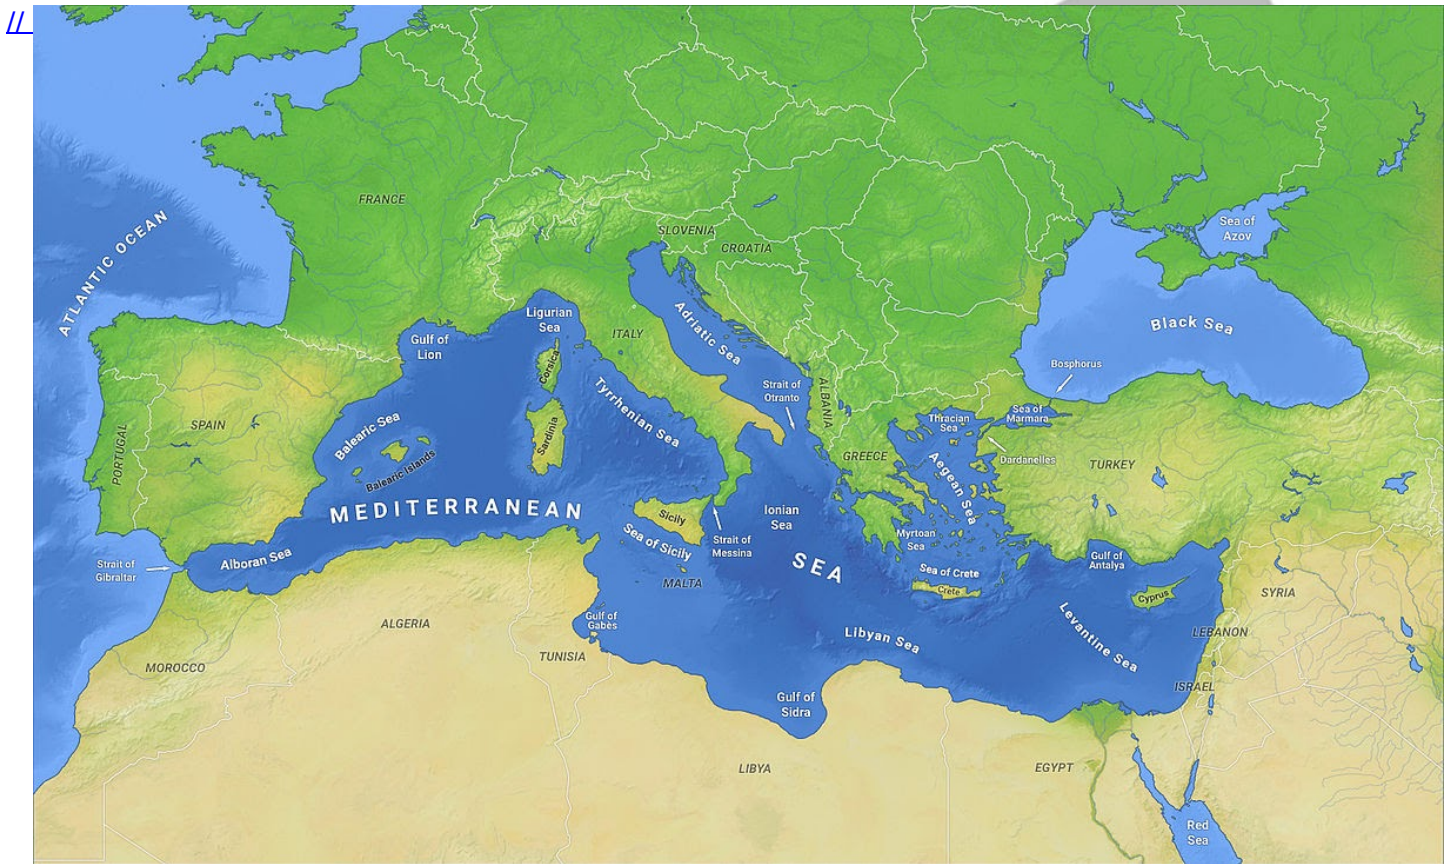 //
FRANCE
SLOVENIA
CROATIA
Sea of
Azov
ATLANTIC OCEAN
Ligurian
Sea
Gulf of
Lion
ITALY
Adriatic Sea
Black Sea
Corsica
Bosphorus
Strait of
Otranto
ALBANIA
Tyrrhenian Sea
Thracian
Sea
Sea of
Marmara
SPAIN
PORTUGAL
Balearic Sea
Balearic Islands
Sardinia
GREECE
Aegean Sea
Dardanelles
TURKEY
MEDITERRANEAN
Sicily
Ionian
Sea
Strait of
Messina
Sea of Sicily
Myrtoan
Sea
SEA
Strait of
Gibraltar
Alboran Sea
MALTA
Sea of Crete
Crete
Gulf of
Antalya
Cyprus
SYRIA
ALGERIA
Gulf of
Gabès
Libyan Sea
Levantine Sea
LEBANON
MOROCCO
TUNISIA
Gulf of
Sidra
ISRAEL
LIBYA
EGYPT
Red
Sea